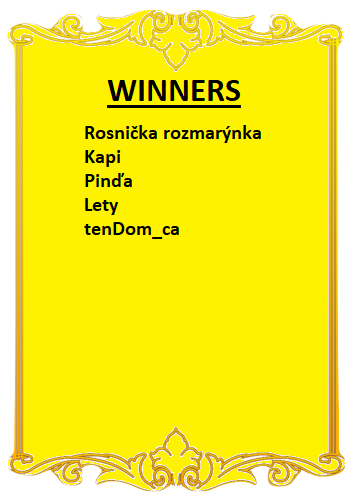 WINNERS
Rosnička rozmarýnka
Kapi
Pinďa
Lety
tenDom_ca